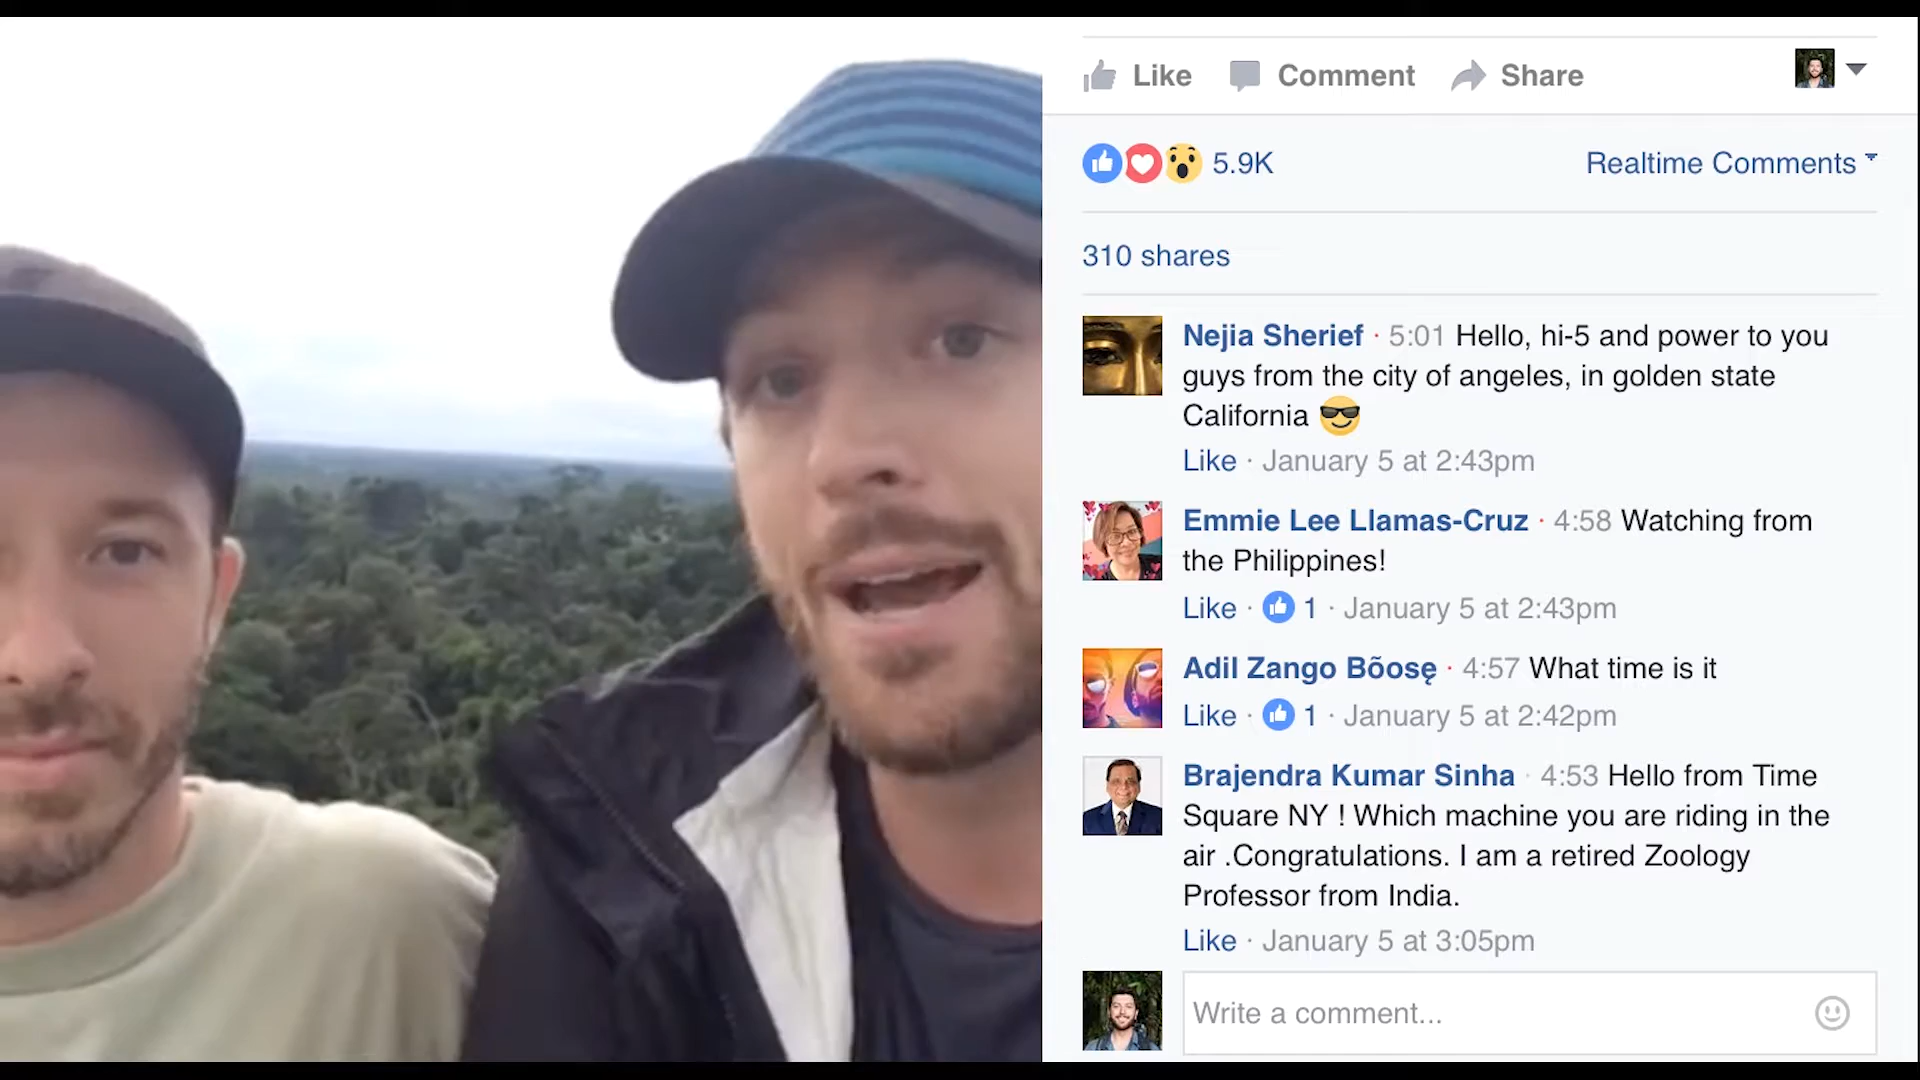 Like Comment Share
5.9K Realtime Comments
310 shares
Nejia Sherief · 5:01 Hello, hi-5 and power to you
guys from the city of angeles, in golden state
California 😎
Like · January 5 at 2:43pm
Emmie Lee Llamas-Cruz · 4:58 Watching from
the Philippines!
Like · 1 · January 5 at 2:43pm
Adil Zango Bõosę · 4:57 What time is it
Like · 1 · January 5 at 2:42pm
Brajendra Kumar Sinha · 4:53 Hello from Time
Square NY ! Which machine you are riding in the
air .Congratulations. I am a retired Zoology
Professor from India.
Like · January 5 at 3:05pm
Write a comment...